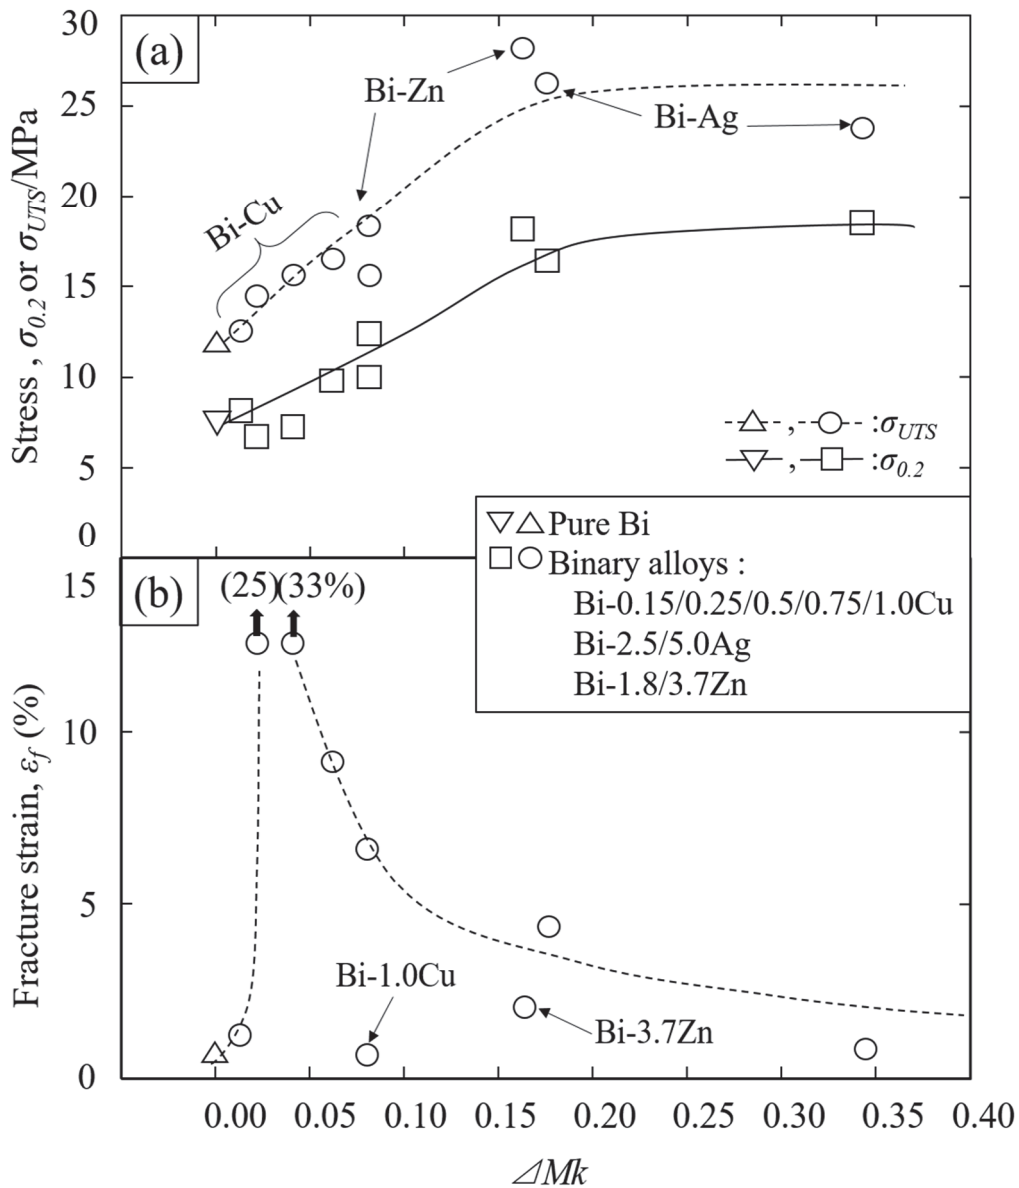 30
(a)
Bi-Zn
25
Bi-Ag
20
Bi-Cu
15
10
5
0
Stress , σ0.2 or σUTS/MPa
, :σUTS
, :σ0.2
▽△Pure Bi
□○Binary alloys :
Bi-0.15/0.25/0.5/0.75/1.0Cu
Bi-2.5/5.0Ag
Bi-1.8/3.7Zn
15
(b)
(25)(33%)
10
5
Bi-1.0Cu
Bi-3.7Zn
0
Fracture strain, εf (%)
0.00 0.05 0.10 0.15 0.20 0.25 0.30 0.35 0.40
⊿Mk